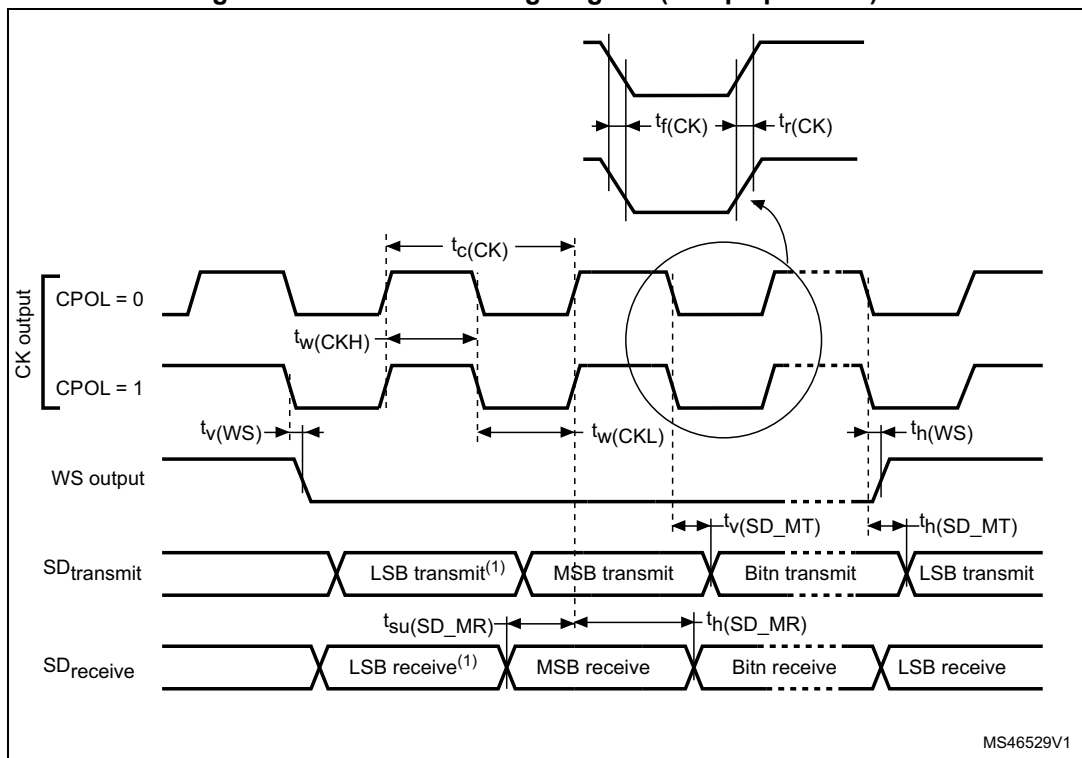 tf(CK)
tr(CK)
tc(CK)
CK output
CPOL = 0
tw(CKH)
CPOL = 1
tv(WS)
tw(CKL)
th(WS)
WS output
tv(SD_MT)
th(SD_MT)
SDtransmit
LSB transmit(1)
MSB transmit
Bitn transmit
LSB transmit
tsu(SD_MR)
th(SD_MR)
SDreceive
LSB receive(1)
MSB receive
Bitn receive
LSB receive
MS46529V1